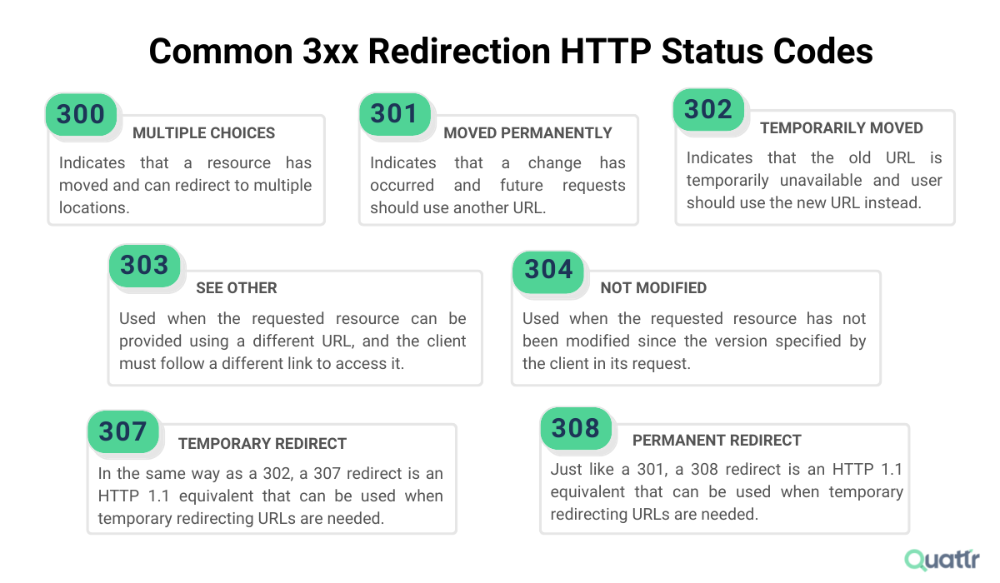 Common 3xx Redirection HTTP Status Codes
300
MULTIPLE CHOICES
Indicates that a resource has
moved and can redirect to multiple
locations.
301
MOVED PERMANENTLY
Indicates that a change has
occurred and future requests
should use another URL.
302
TEMPORARILY MOVED
Indicates that the old URL is
temporarily unavailable and user
should use the new URL instead.
303
SEE OTHER
Used when the requested resource can be
provided using a different URL, and the client
must follow a different link to access it.
304
NOT MODIFIED
Used when the requested resource has not
been modified since the version specified by
the client in its request.
307
TEMPORARY REDIRECT
In the same way as a 302, a 307 redirect is an
HTTP 1.1 equivalent that can be used when
temporary redirecting URLs are needed.
308
PERMANENT REDIRECT
Just like a 301, a 308 redirect is an HTTP 1.1
equivalent that can be used when temporary
redirecting URLs are needed.
Quattr